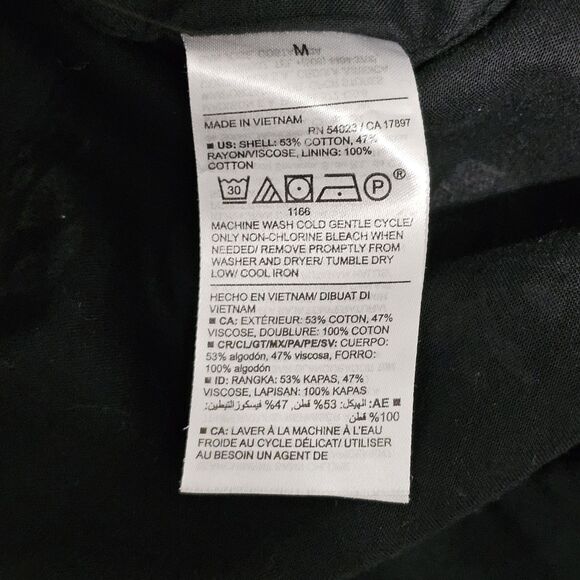 M
MADE IN VIETNAM
RN 54023 / CA 17897
■ US: SHELL: 53% COTTON, 47%
RAYON/VISCOSE, LINING: 100%
COTTON
30 P ®
1166
MACHINE WASH COLD GENTLE CYCLE/
ONLY NON-CHLORINE BLEACH WHEN
NEEDED/ REMOVE PROMPTLY FROM
WASHER AND DRYER/ TUMBLE DRY
LOW/ COOL IRON
HECHO EN VIETNAM/ DIBUAT DI
VIETNAM
■ CA: EXTÉRIEUR: 53% COTON, 47%
VISCOSE, DOUBLURE: 100% COTON
■ CR/CL/GT/MX/PA/PE/SV: CUERPO:
53% algodón, 47% viscosa, FORRO:
100% algodón
■ ID: RANGKA: 53% KAPAS, 47%
VISCOSE, LAPISAN: 100% KAPAS
■ AE: الهيكل: 53% قطن, 47% فيسكوزالتبطين:
100% قطن
■ CA: LAVER À LA MACHINE À L'EAU
FROIDE AU CYCLE DÉLICAT/ UTILISER
AU BESOIN UN AGENT DE